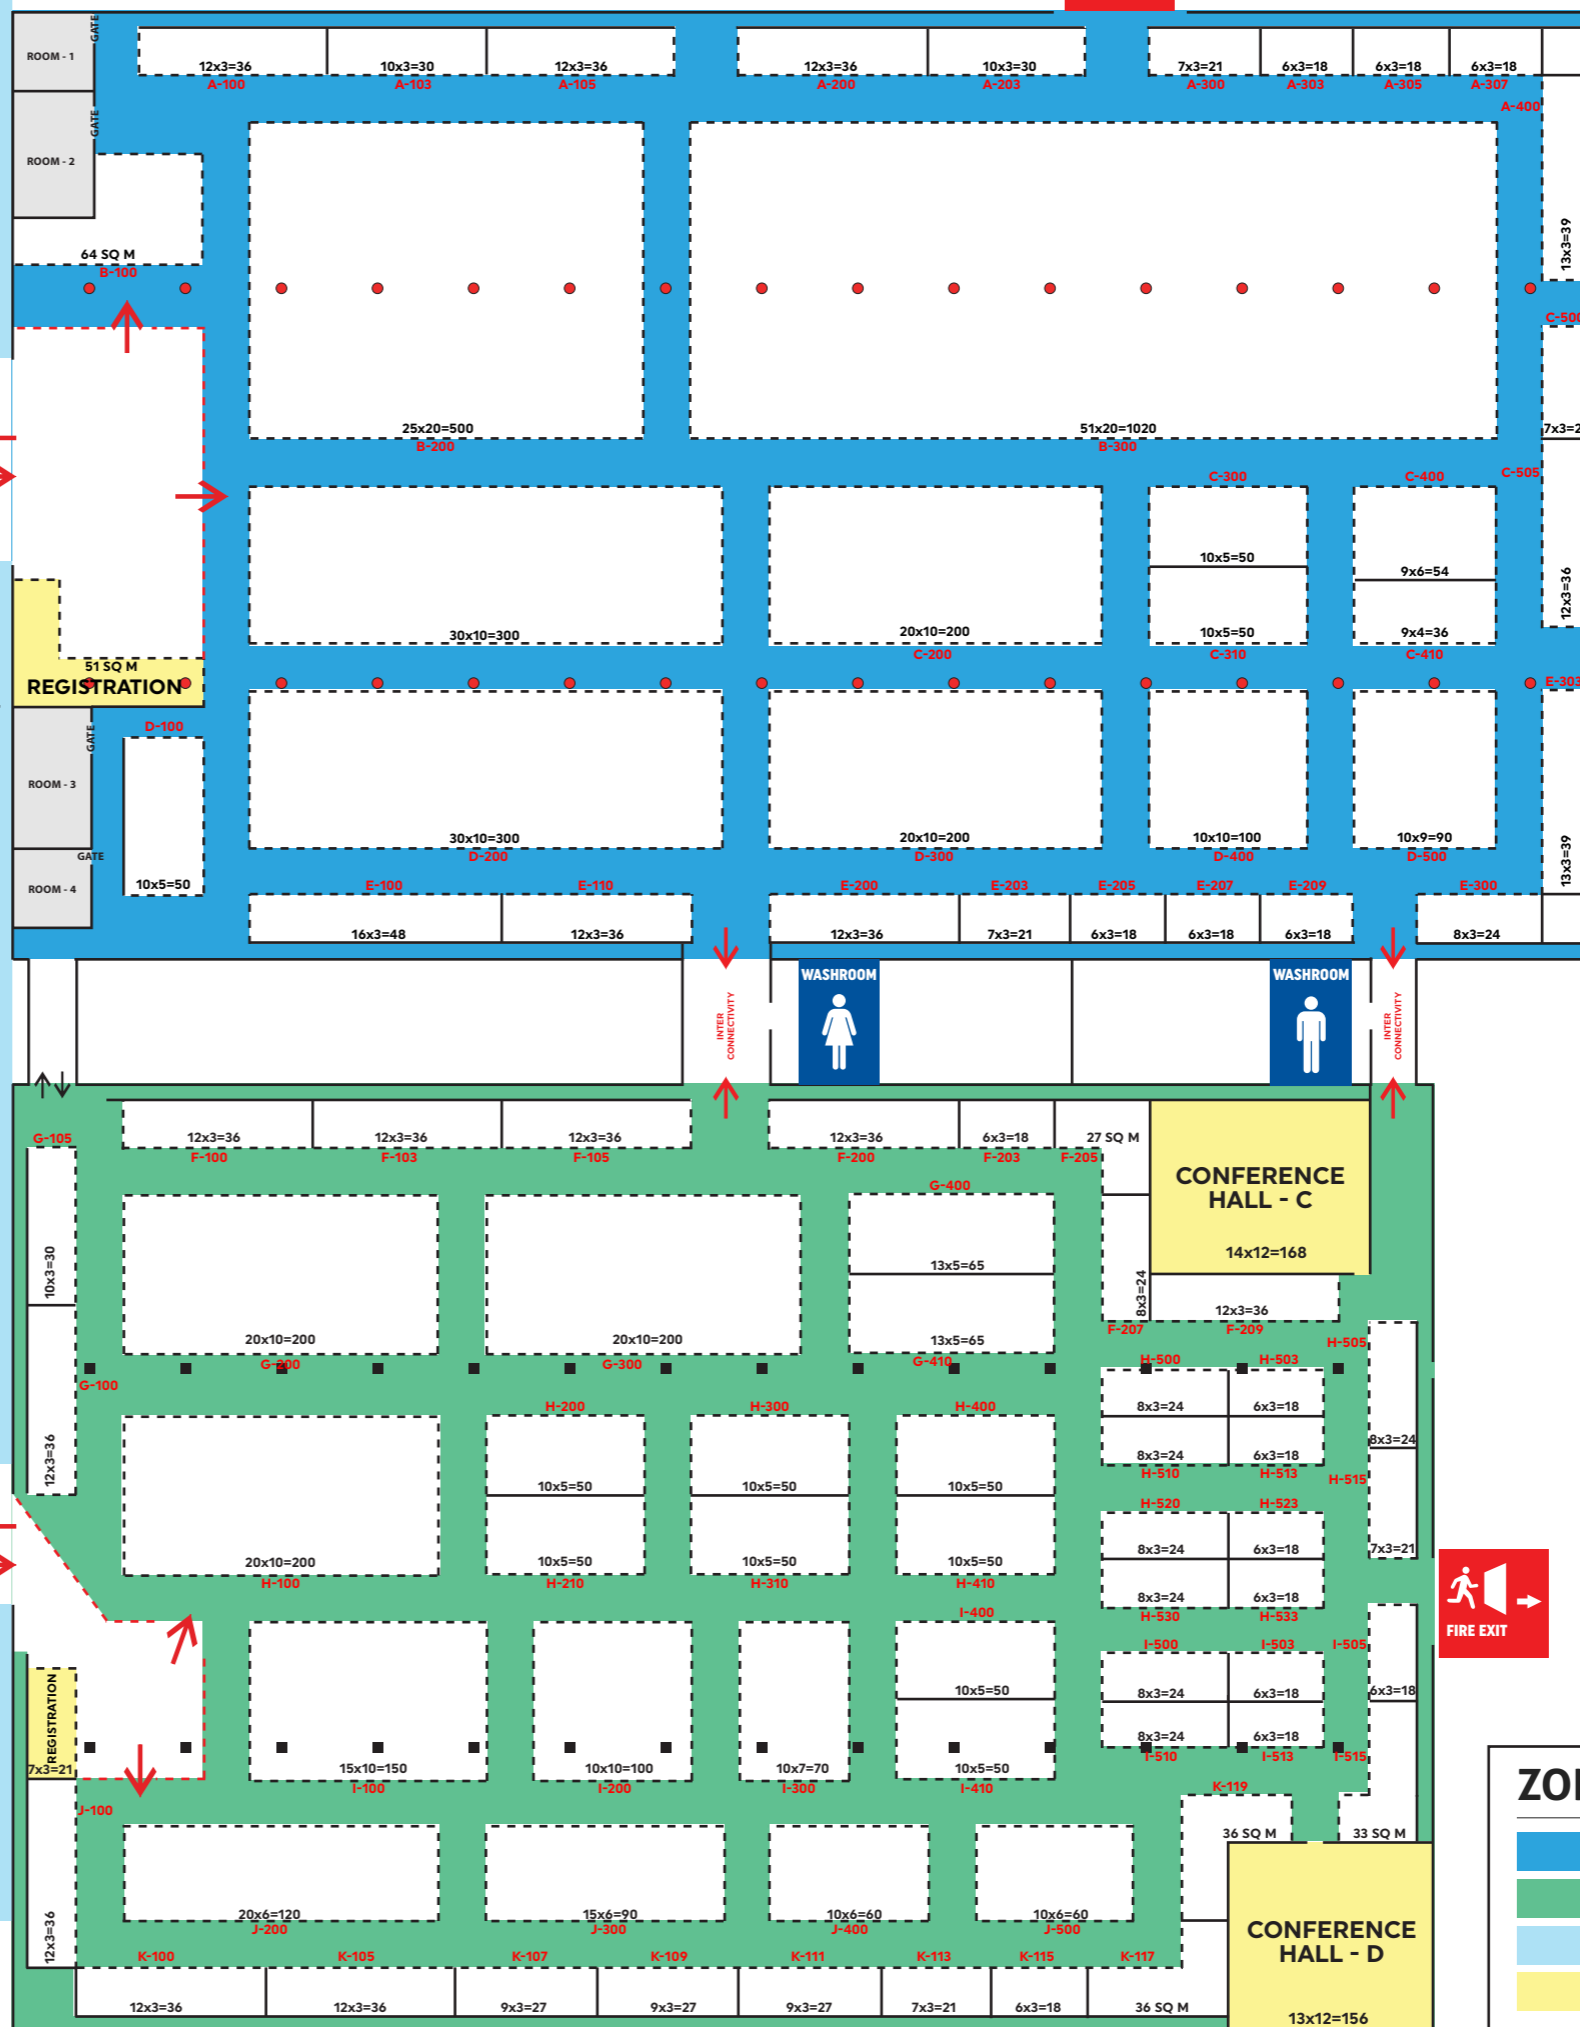 ROOM - 1
GATE
12x3=36
10x3=30
12x3=36
12x3=36
10x3=30
7x3=21
6x3=18
6x3=18
6x3=18
A-100
A-103
A-105
A-200
A-203
A-300
A-303
A-305
A-307
A-400
GATE
ROOM - 2
13x3=39
64 SQ M
B-100
C-500
25x20=500
B-200
51x20=1020
B-300
7x3=2
C-300
C-400
C-505
10x5=50
9x6=54
12x3=36
30x10=300
20x10=200
10x5=50
9x4=36
C-200
C-310
C-410
51 SQ M
REGISTRATION
E-303
D-100
GATE
ROOM - 3
30x10=300
20x10=200
10x10=100
10x9=90
D-200
D-300
D-400
D-500
GATE
13x3=39
ROOM - 4
10x5=50
E-100
E-110
E-200
E-203
E-205
E-207
E-209
E-300
16x3=48
12x3=36
12x3=36
7x3=21
6x3=18
6x3=18
6x3=18
8x3=24
WASHROOM
WASHROOM
INTER
CONNECTIVITY
INTER
CONNECTIVITY
G-105
12x3=36
12x3=36
12x3=36
12x3=36
6x3=18
27 SQ M
F-100
F-103
F-105
F-200
F-203
F-205
CONFERENCE
HALL - C
14x12=168
G-400
10x3=30
13x5=65
8x3=24
12x3=36
20x10=200
20x10=200
13x5=65
F-207
F-209
H-505
G-200
G-300
G-410
H-500
H-503
G-100
H-200
H-300
H-400
8x3=24
6x3=18
8x3=24
12x3=36
8x3=24
6x3=18
H-510
H-513
H-515
10x5=50
10x5=50
10x5=50
H-520
H-523
20x10=200
10x5=50
10x5=50
10x5=50
8x3=24
6x3=18
7x3=21
H-100
H-210
H-310
H-410
8x3=24
6x3=18
I-400
H-530
H-533
FIRE EXIT
I-500
I-503
I-505
REGISTRATION
10x5=50
8x3=24
6x3=18
6x3=18
8x3=24
6x3=18
7x3=21
15x10=150
10x10=100
10x7=70
10x5=50
I-510
I-513
I-515
I-100
I-200
I-300
I-410
K-119
J-100
36 SQ M
33 SQ M
ZO
12x3=36
20x6=120
15x6=90
10x6=60
10x6=60
J-200
J-300
J-400
J-500
CONFERENCE
HALL - D
13x12=156
K-100
K-105
K-107
K-109
K-111
K-113
K-115
K-117
12x3=36
12x3=36
9x3=27
9x3=27
9x3=27
7x3=21
6x3=18
36 SQ M